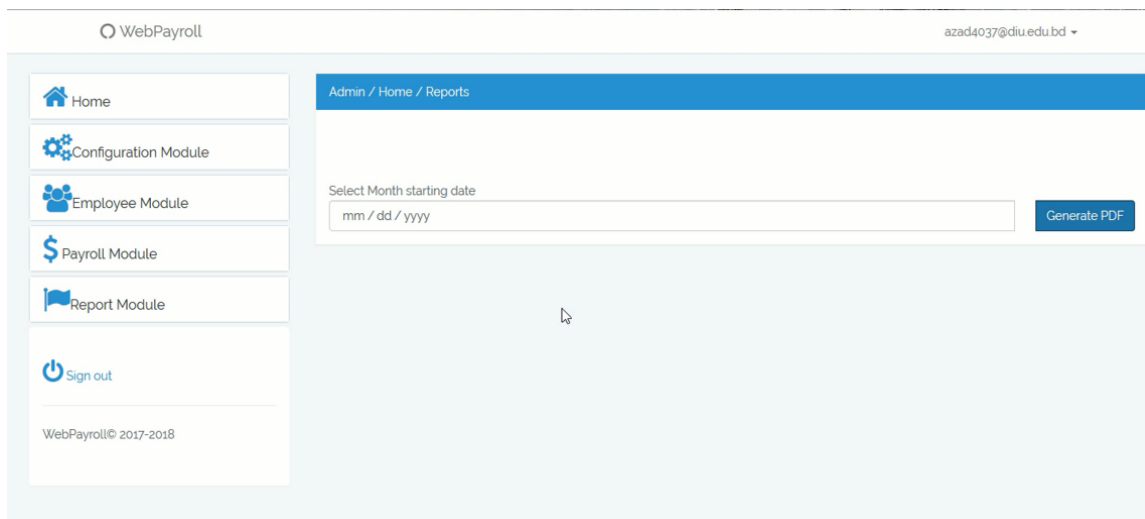 WebPayroll
azad4037@diu.edu.bd
Home
Configuration Module
Employee Module
Payroll Module
Report Module
Sign out
WebPayroll© 2017-2018
Admin / Home / Reports
Select Month starting date
mm / dd / yyyy
Generate PDF